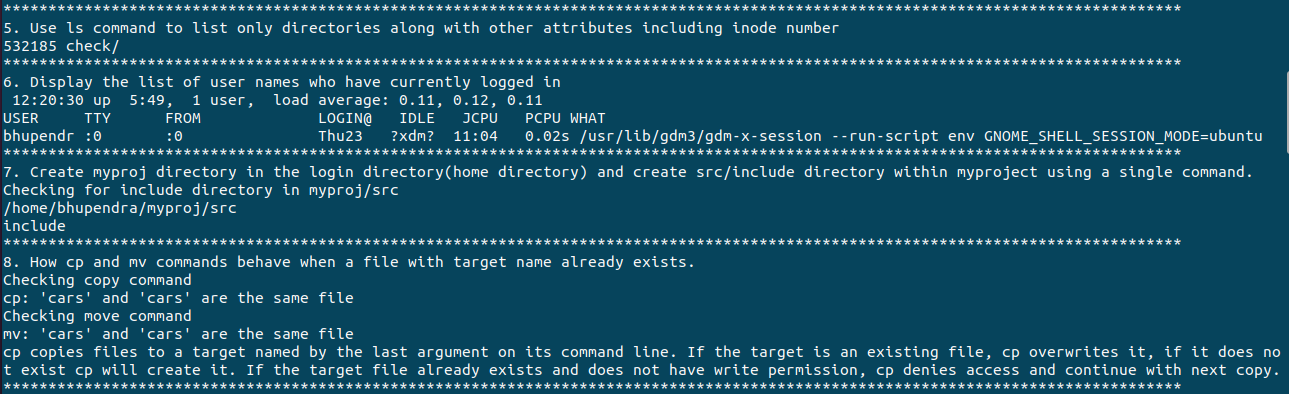 ***********************************************************************************************************************************
5. Use ls command to list only directories along with other attributes including inode number
532185 check/
***********************************************************************************************************************************
6. Display the list of user names who have currently logged in
 12:20:30 up  5:49,  1 user,  load average: 0.11, 0.12, 0.11
USER     TTY      FROM             LOGIN@   IDLE   JCPU   PCPU WHAT
bhupendr :0       :0               Thu23   ?xdm?  11:04   0.02s /usr/lib/gdm3/gdm-x-session --run-script env GNOME_SHELL_SESSION_MODE=ubuntu
***********************************************************************************************************************************
7. Create myproj directory in the login directory(home directory) and create src/include directory within myproject using a single command.
Checking for include directory in myproj/src
/home/bhupendra/myproj/src
include
***********************************************************************************************************************************
8. How cp and mv commands behave when a file with target name already exists.
Checking copy command
cp: 'cars' and 'cars' are the same file
Checking move command
mv: 'cars' and 'cars' are the same file
cp copies files to a target named by the last argument on its command line. If the target is an existing file, cp overwrites it, if it does no
t exist cp will create it. If the target file already exists and does not have write permission, cp denies access and continue with next copy.
***********************************************************************************************************************************